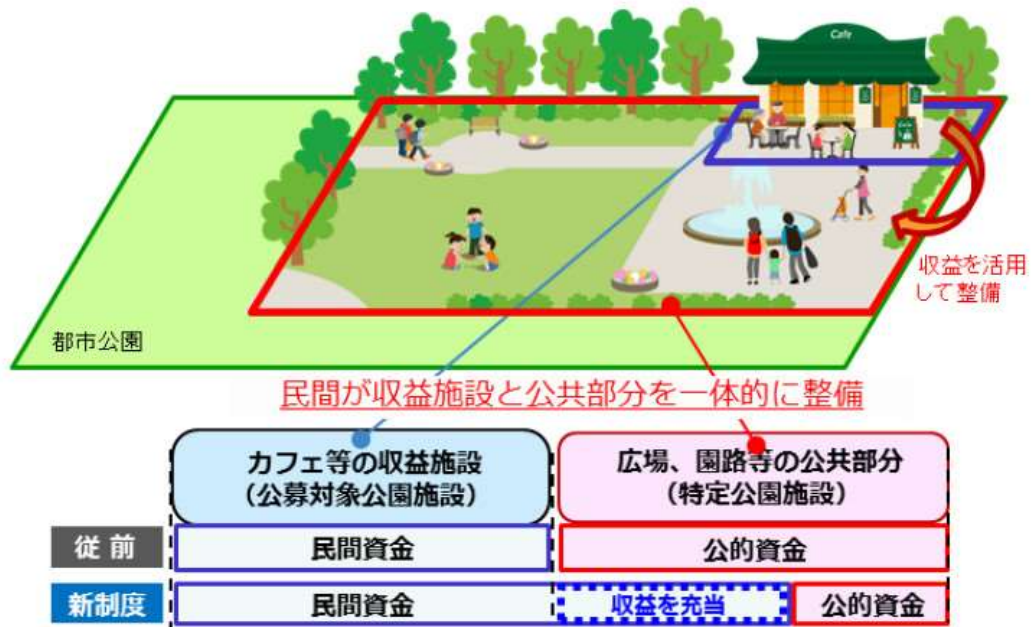 Cafe
収益を活用
して整備
都市公園
民間が収益施設と公共部分を一体的に整備
カフェ等の収益施設
(公募対象公園施設)
広場、園路等の公共部分
(特定公園施設)
従前
民間資金
公的資金
新制度
民間資金
収益を充当
公的資金